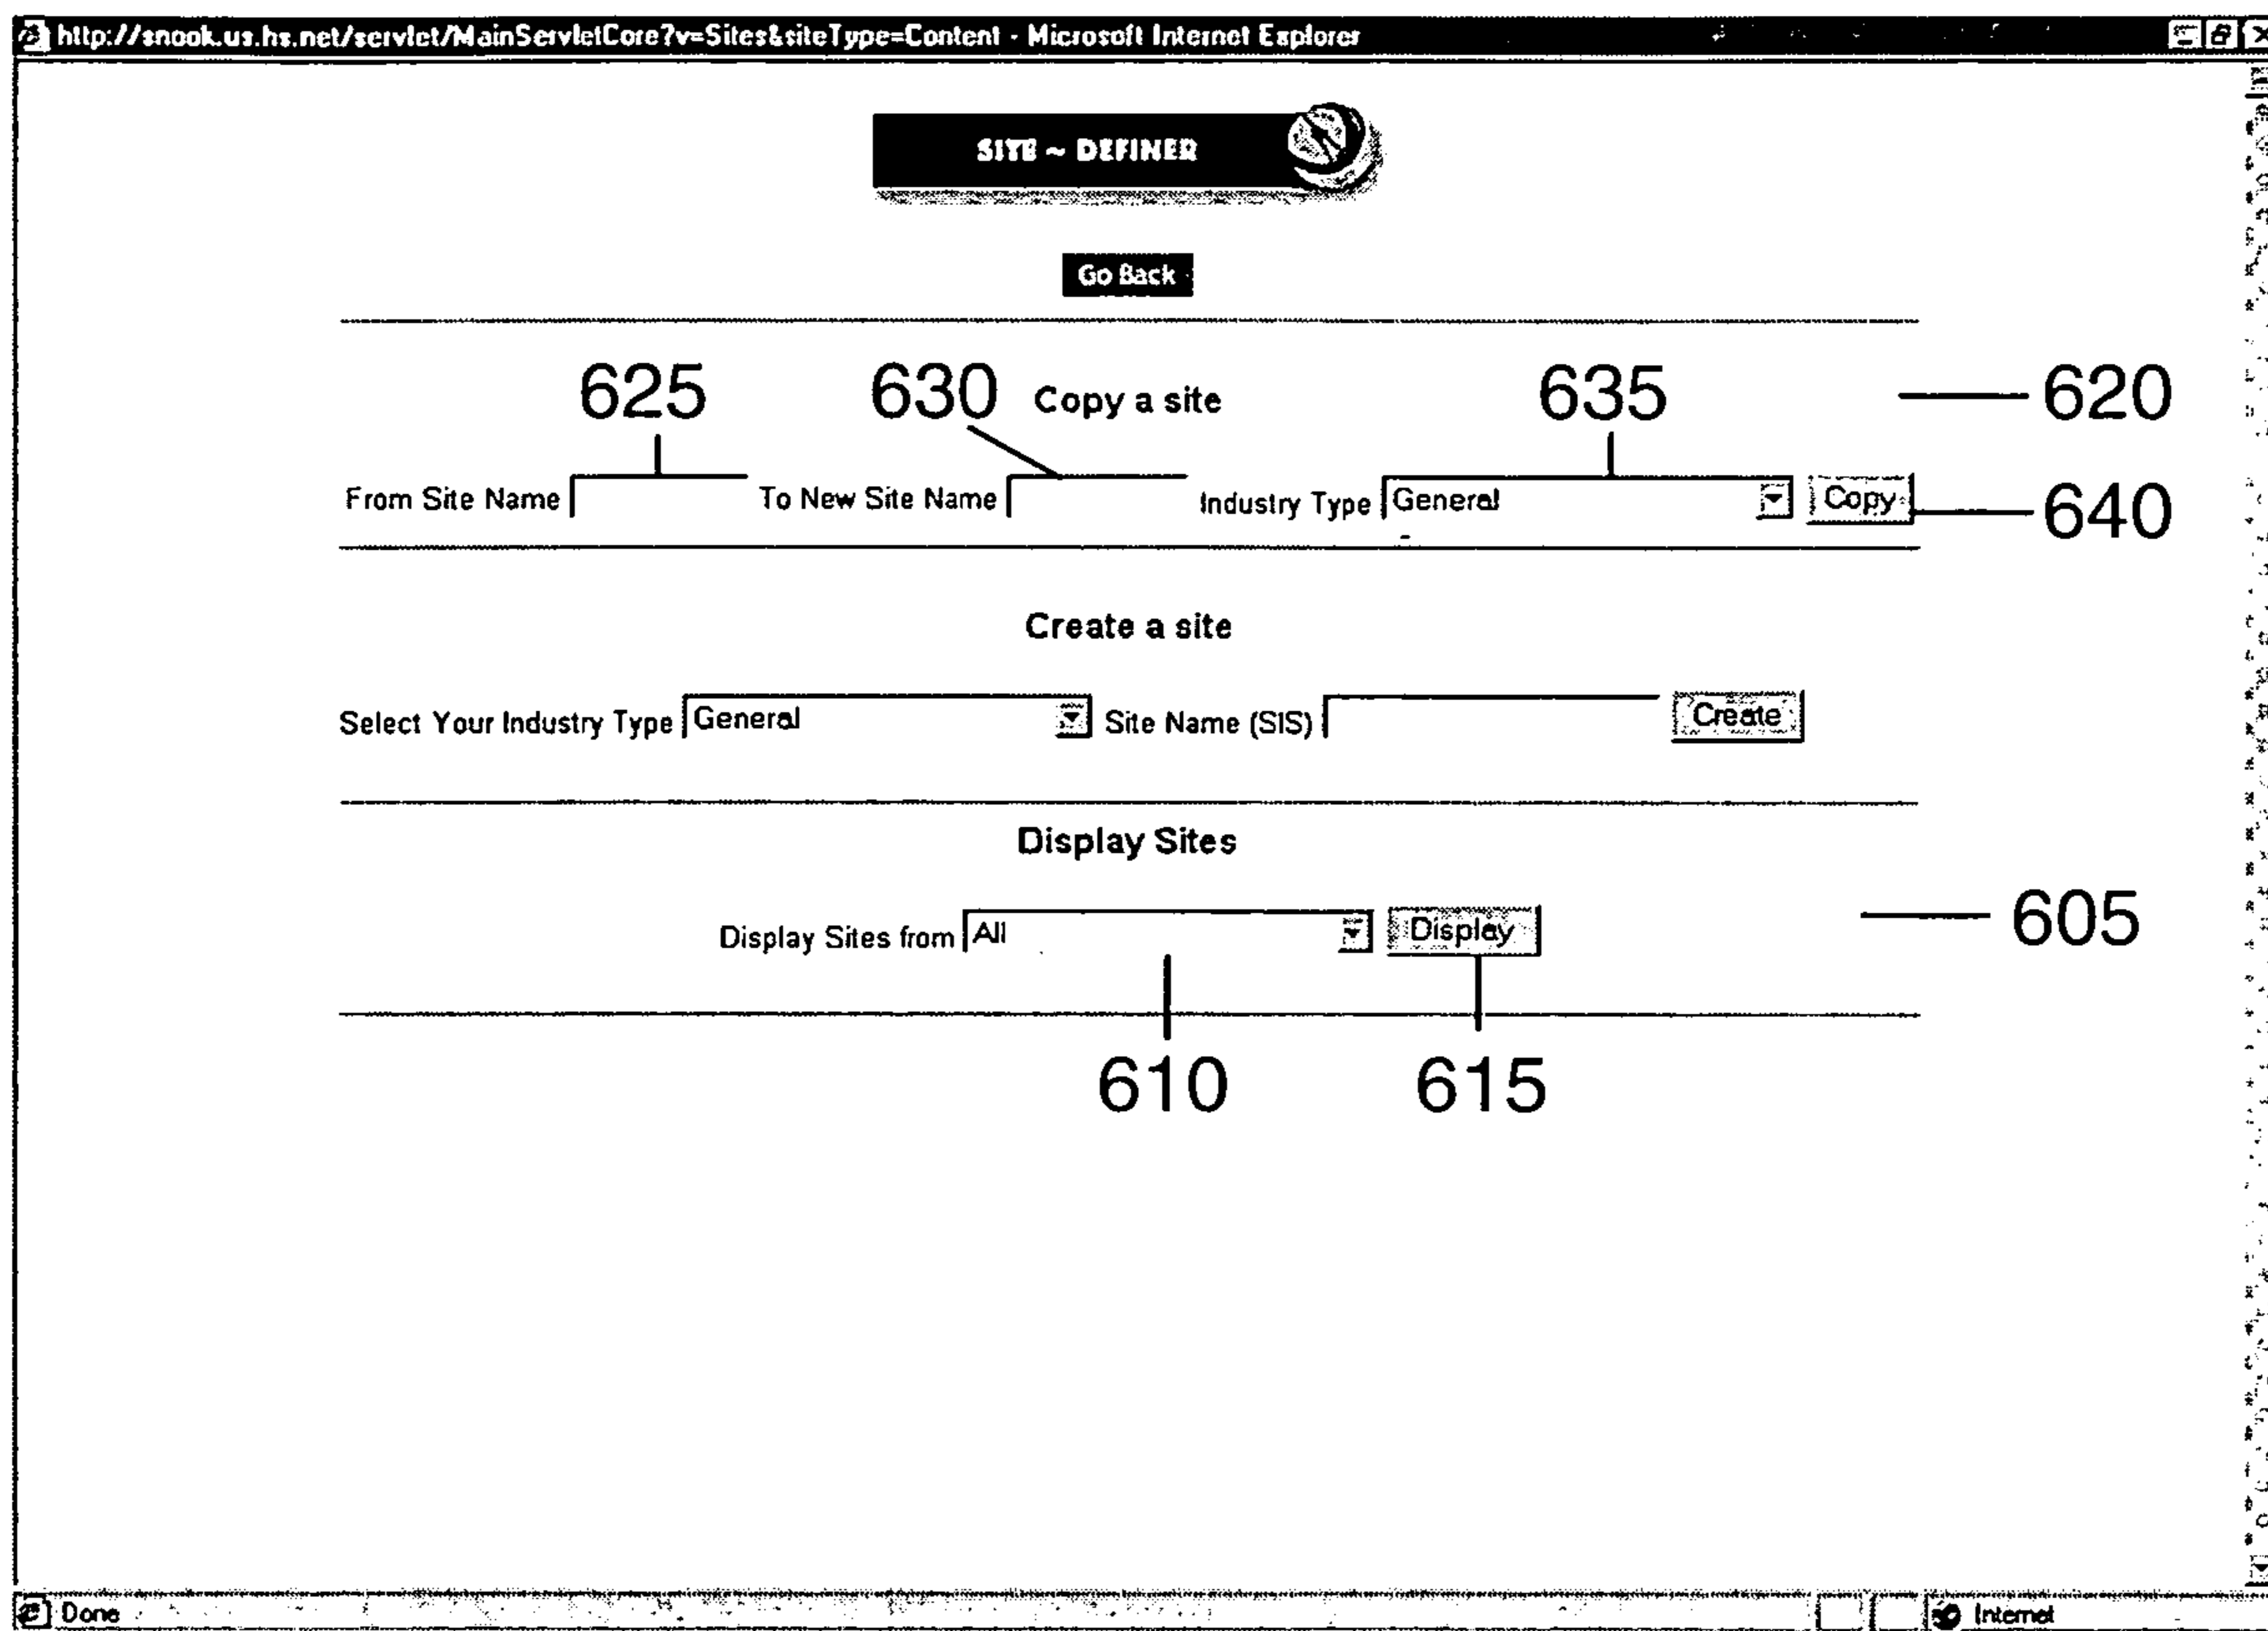 http://snook.us.hs.net/servlet/MainServletCore?v=Sites&siteType=Content - Microsoft Internet Explorer
SITE ~ DEFINER
Go Back
625 630 Copy a site 635 620
From Site Name To New Site Name Industry Type General Copy 640
Create a site
Select Your Industry Type General Site Name (SIS) Create
Display Sites
Display Sites from All Display 605
610 615
Done Internet